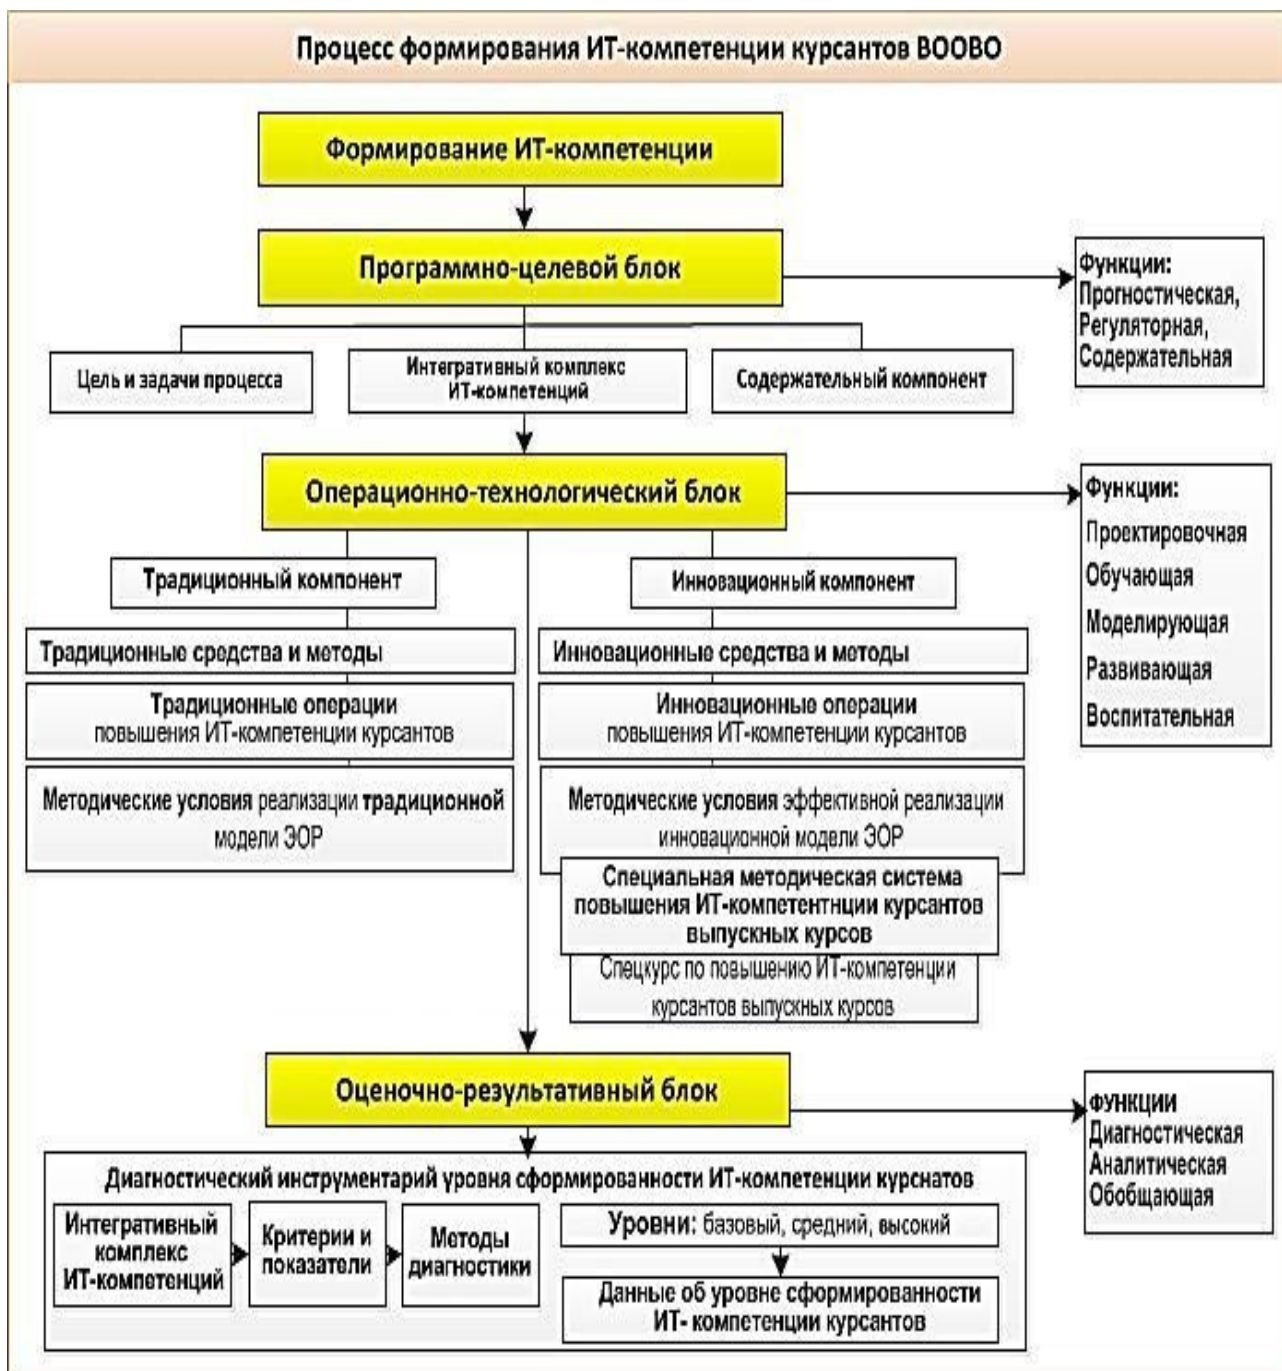 Процесс формирования ИТ-компетенции курсантов ВООВО
Формирование ИТ-компетенции
Программно-целевой блок
Функции:
Прогностическая,
Регуляторная,
Содержательная
Цель и задачи процесса
Интегративный комплекс
ИТ-компетенций
Содержательный компонент
Операционно-технологический блок
Функции:
Проектировочная
Обучающая
Моделирующая
Развивающая
Воспитательная
Традиционный компонент
Инновационный компонент
Традиционные средства и методы
Инновационные средства и методы
Традиционные операции
повышения ИТ-компетенции курсантов
Инновационные операции
повышения ИТ-компетенции курсантов
Методические условия реализации традиционной
модели ЭОР
Методические условия эффективной реализации
инновационной модели ЭОР
Специальная методическая система
повышения ИТ-компетентнции курсантов
выпускных курсов
Спецкурс по повышению ИТ-компетенции
курсантов выпускных курсов
Оценочно-результативный блок
ФУНКЦИИ
Диагностическая
Аналитическая
Обобщающая
Диагностический инструментарий уровня сформированности ИТ-компетенции курснатов
Интегративный
комплекс
ИТ-компетенций
Критерии и
показатели
Методы
диагностики
Уровни: базовый, средний, высокий
Данные об уровне сформированности
ИТ- компетенции курсантов